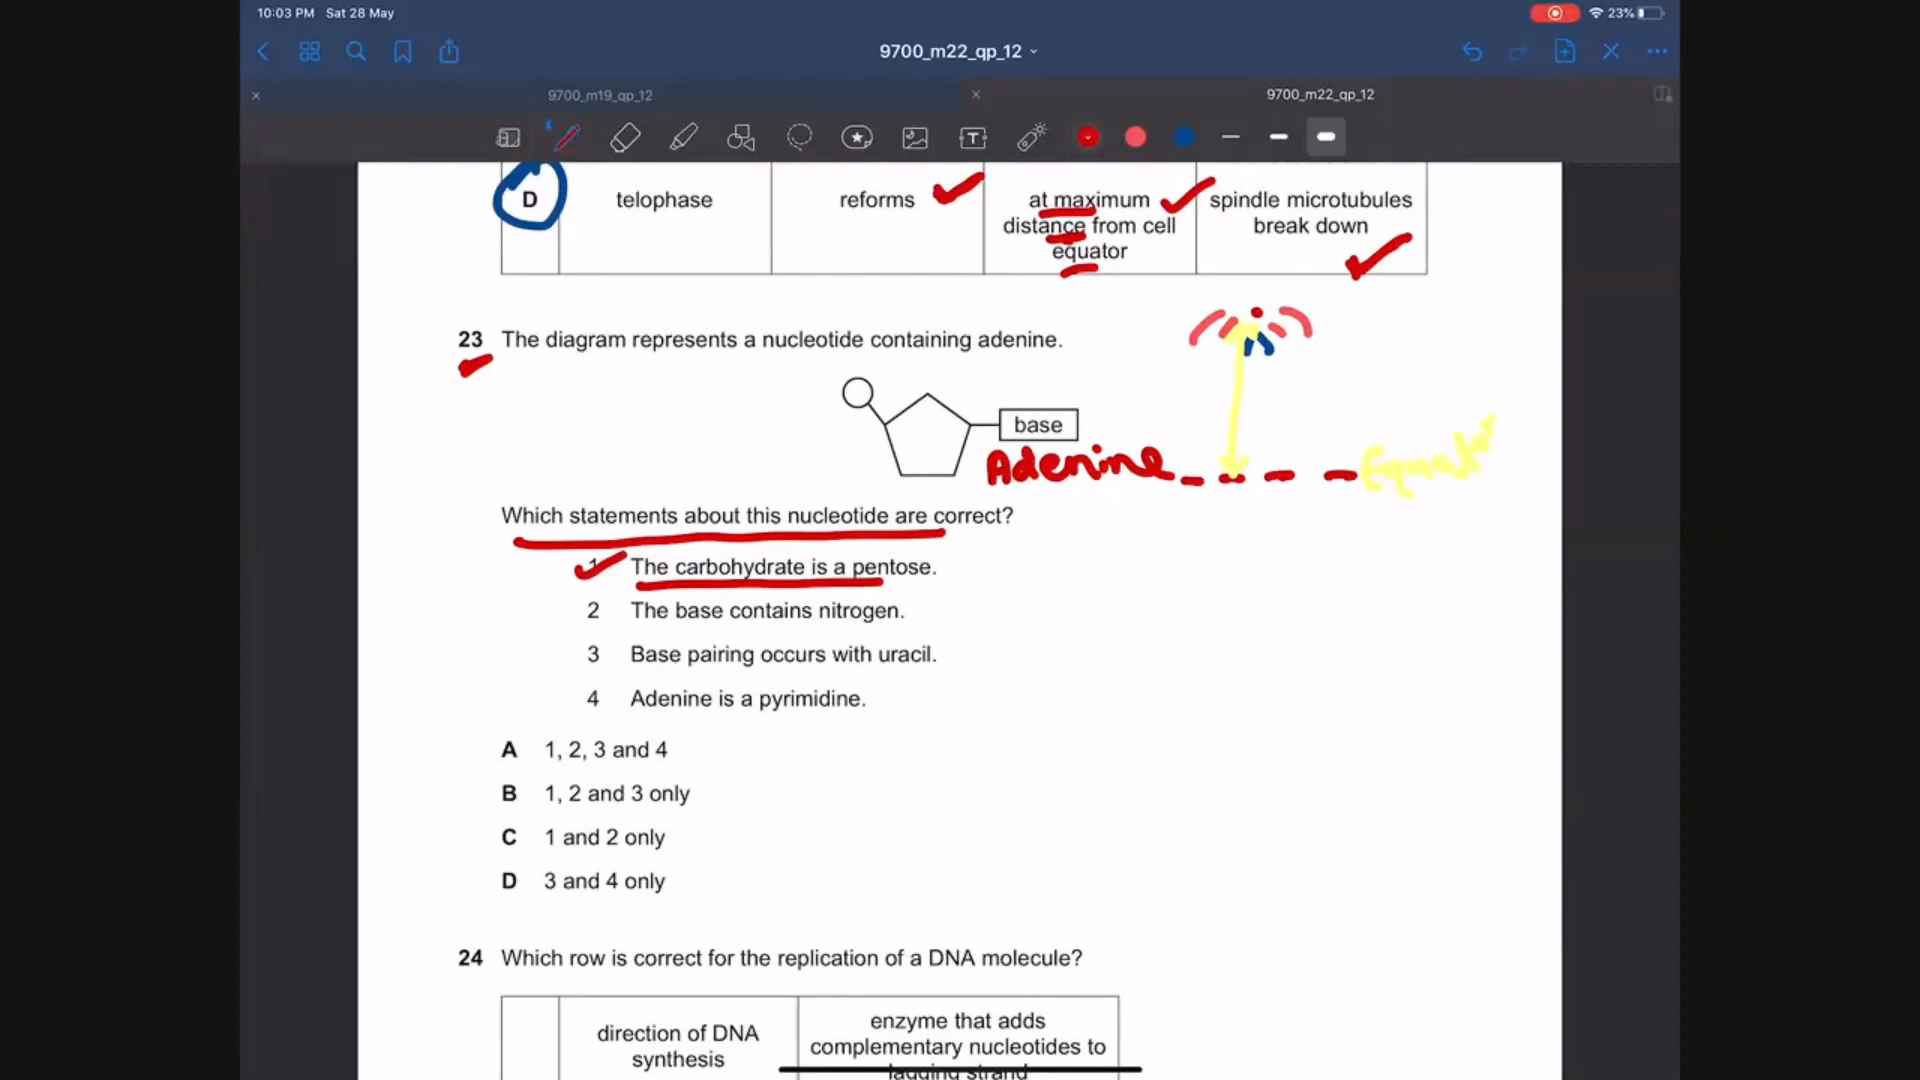 10:03 PM Sat 28 May
23%
9700_m22_qp_12
9700_m19_qp_12
9700_m22_qp_12
D telophase reforms at maximum distance from cell equator spindle microtubules break down
23 The diagram represents a nucleotide containing adenine.
base
Adenine
Equator
Which statements about this nucleotide are correct?
1 The carbohydrate is a pentose.
2 The base contains nitrogen.
3 Base pairing occurs with uracil.
4 Adenine is a pyrimidine.
A 1, 2, 3 and 4
B 1, 2 and 3 only
C 1 and 2 only
D 3 and 4 only
24 Which row is correct for the replication of a DNA molecule?
direction of DNA synthesis
enzyme that adds complementary nucleotides to lagging strand